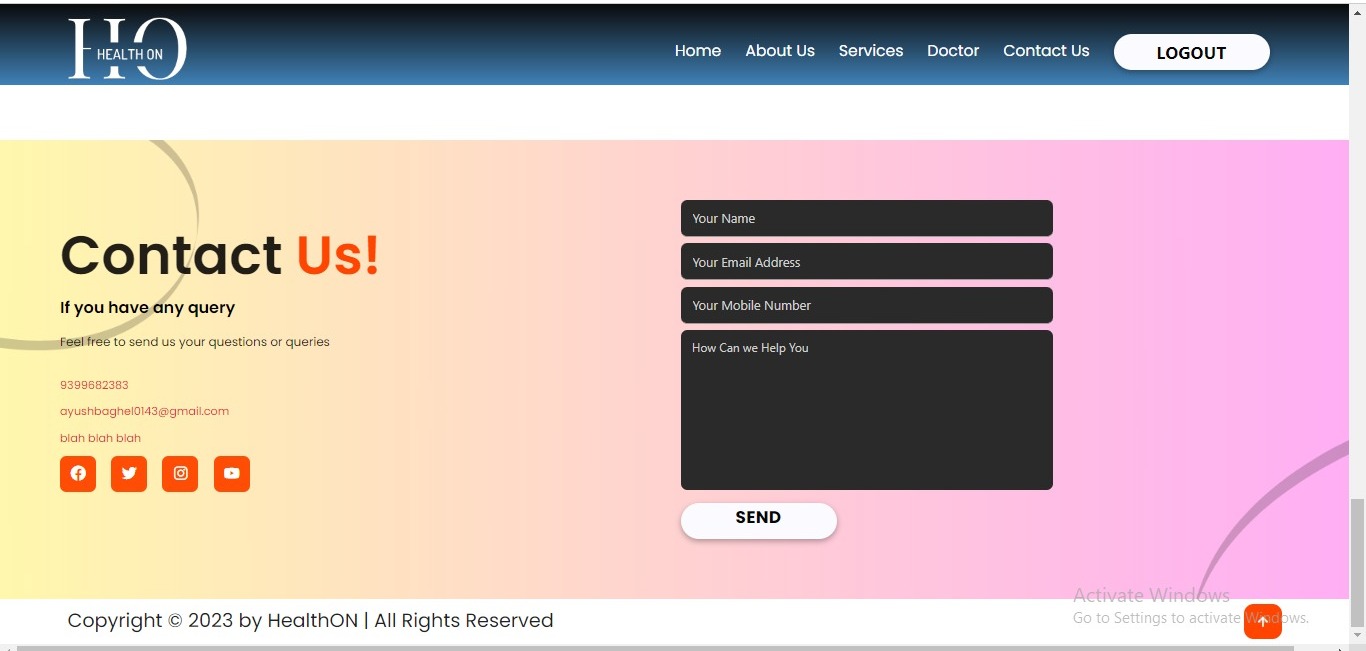 HO
HEALTH ON
Home About Us Services Doctor Contact Us LOGOUT
Contact Us!
If you have any query
Feel free to send us your questions or queries
9399682383
ayushbaghel0143@gmail.com
blah blah blah
Your Name
Your Email Address
Your Mobile Number
How Can we Help You
SEND
Copyright © 2023 by HealthON | All Rights Reserved
Activate Windows
Go to Settings to activate Windows.